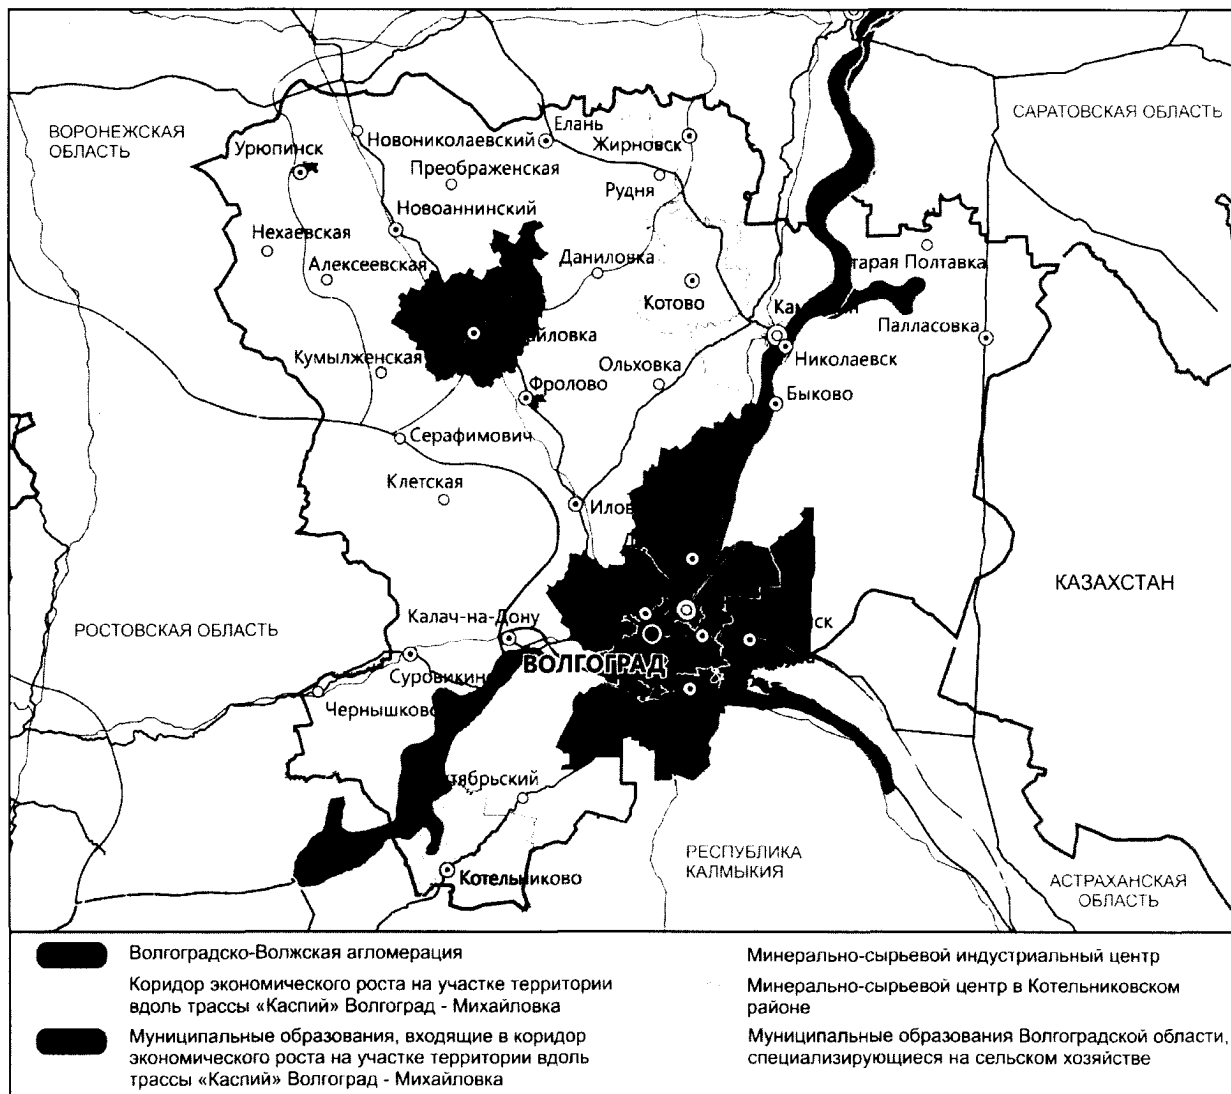 САРАТОВСКАЯ ОБЛАСТЬ
ВОРОНЕЖСКАЯ
ОБЛАСТЬ
Елань
Новониколаевский
Жирновск
Урюпинск
Преображенская
Рудня
Новоаннинский
Нехаевская
Алексеевская
Даниловка
Котово
Палласовка
Николаевск
Кумылженская
Ольховка
Фролово
Быково
Серафимович
Клетская
КАЗАХСТАН
РОСТОВСКАЯ ОБЛАСТЬ
Калач-на-Дону
ВОЛГОГРАД
Суровикино
Чернышково
Котельниково
РЕСПУБЛИКА
КАЛМЫКИЯ
АСТРАХАНСКАЯ
ОБЛАСТЬ
Волгоградско-Волжская агломерация
Коридор экономического роста на участке территории
вдоль трассы «Каспий» Волгоград - Михайловка
Муниципальные образования, входящие в коридор
экономического роста на участке территории вдоль
трассы «Каспий» Волгоград - Михайловка
Минерально-сырьевой индустриальный центр
Минерально-сырьевой центр в Котельниковском
районе
Муниципальные образования Волгоградской области,
специализирующиеся на сельском хозяйстве